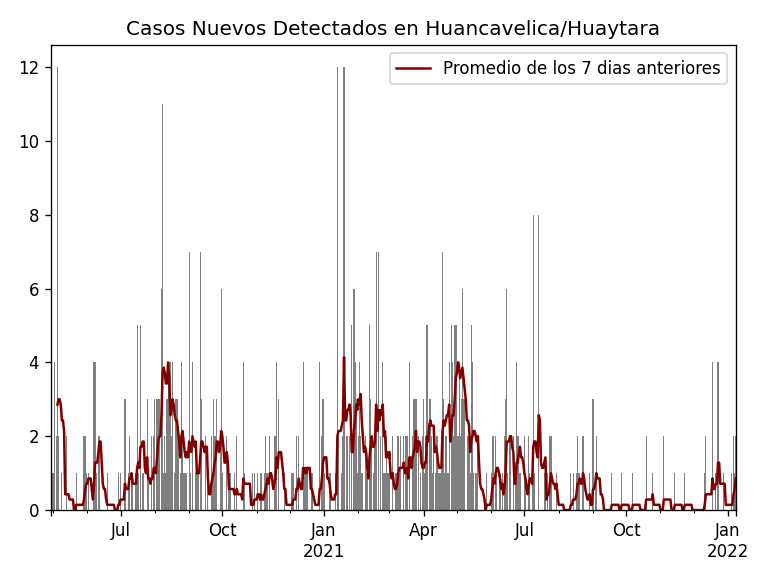 Casos Nuevos Detectados en Huancavelica/Huaytara
Promedio de los 7 dias anteriores
12
10
8
6
4
2
0
Jul
Oct
Jan
2021
Apr
Jul
Oct
Jan
2022